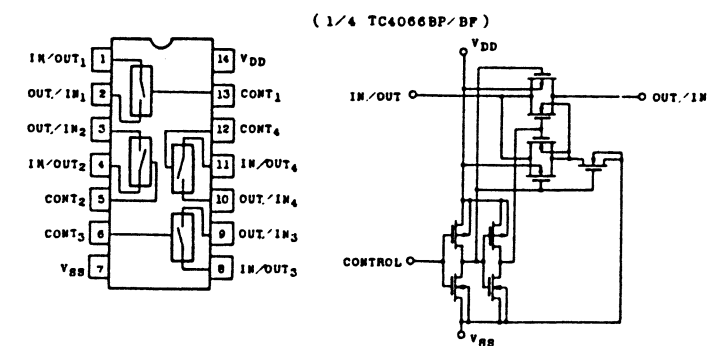 ( 1/4 TC4066BP/BF )
IN/OUT1 1
OUT/IN1 2
OUT/IN2 3
IN/OUT2 4
CONT2 5
CONT3 6
VSS 7
14 VDD
13 CONT1
12 CONT4
11 IN/OUT4
10 OUT/IN4
9 OUT/IN3
8 IN/OUT3
VDD
IN/OUT
OUT/IN
CONTROL
VSS